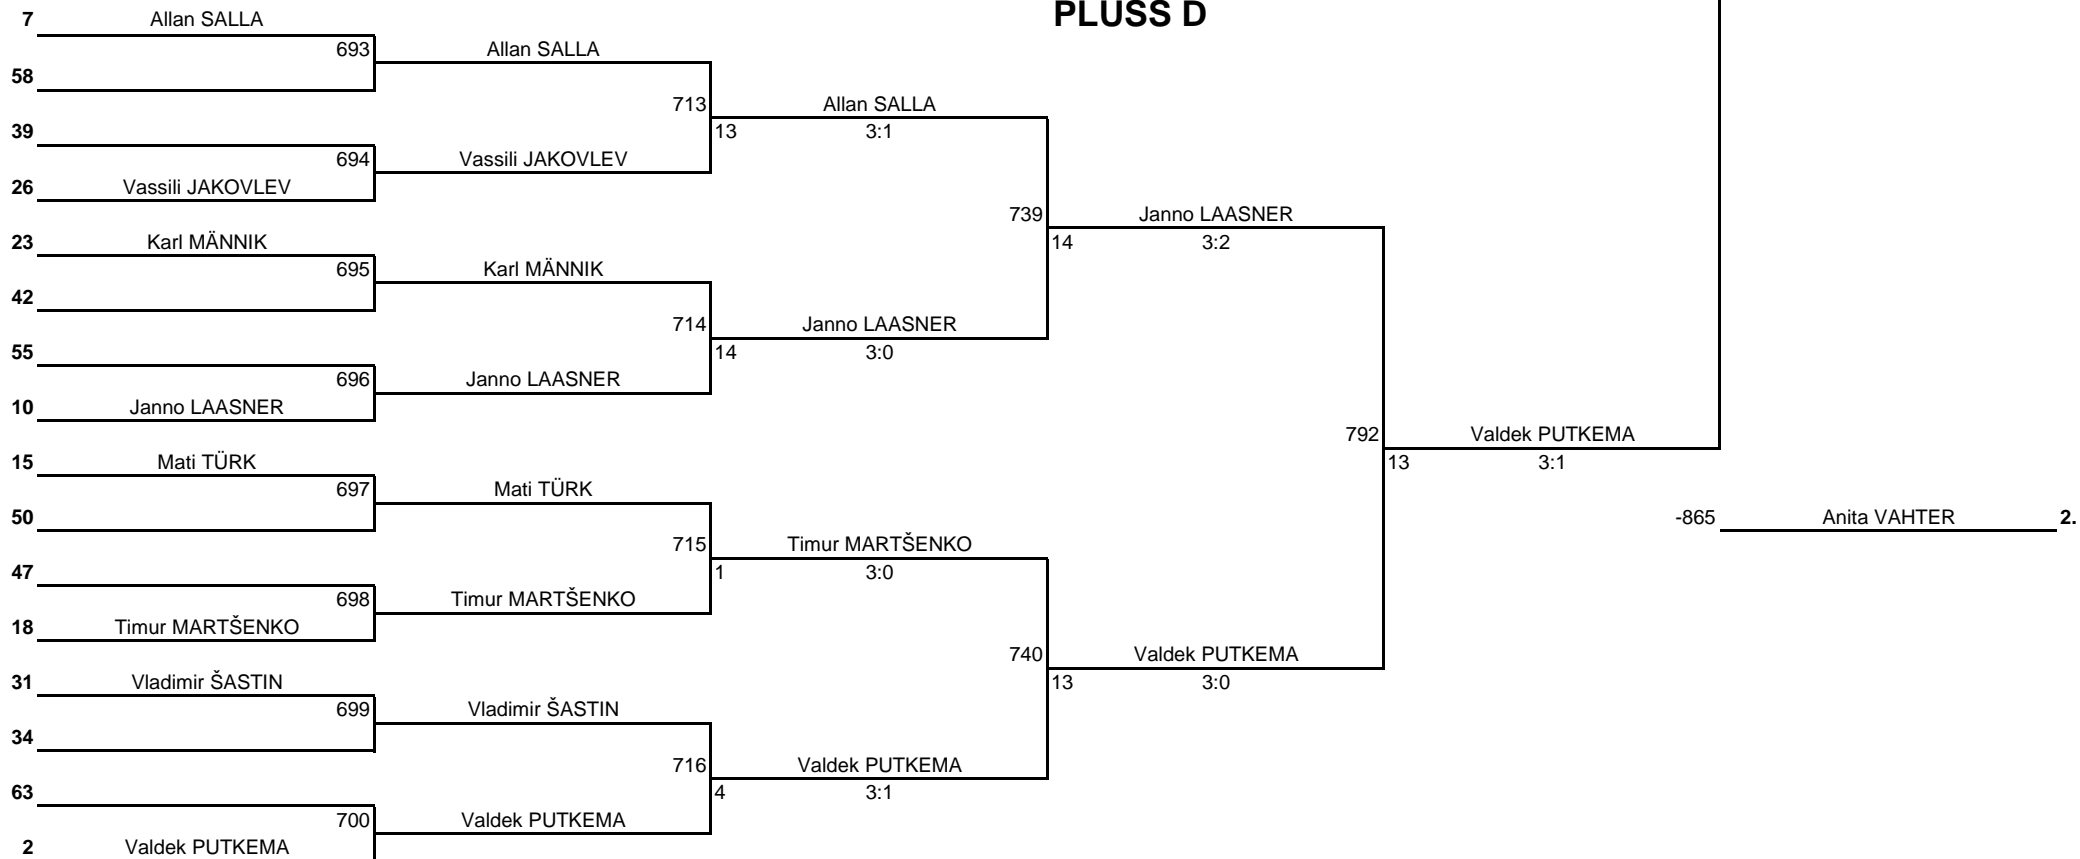 PLUSS D
7 Allan SALLA
693 Allan SALLA
58
713 Allan SALLA
39
13 3:1
694 Vassili JAKOVLEV
26 Vassili JAKOVLEV
739 Janno LAASNER
23 Karl MÄNNIK
14 3:2
695 Karl MÄNNIK
42
714 Janno LAASNER
55
14 3:0
696 Janno LAASNER
10 Janno LAASNER
792 Valdek PUTKEMA
15 Mati TÜRK
13 3:1
697 Mati TÜRK
50
-865 Anita VAHTER 2.
715 Timur MARTŠENKO
47
1 3:0
698 Timur MARTŠENKO
18 Timur MARTŠENKO
740 Valdek PUTKEMA
31 Vladimir ŠASTIN
13 3:0
699 Vladimir ŠASTIN
34
716 Valdek PUTKEMA
63
4 3:1
700 Valdek PUTKEMA
2 Valdek PUTKEMA